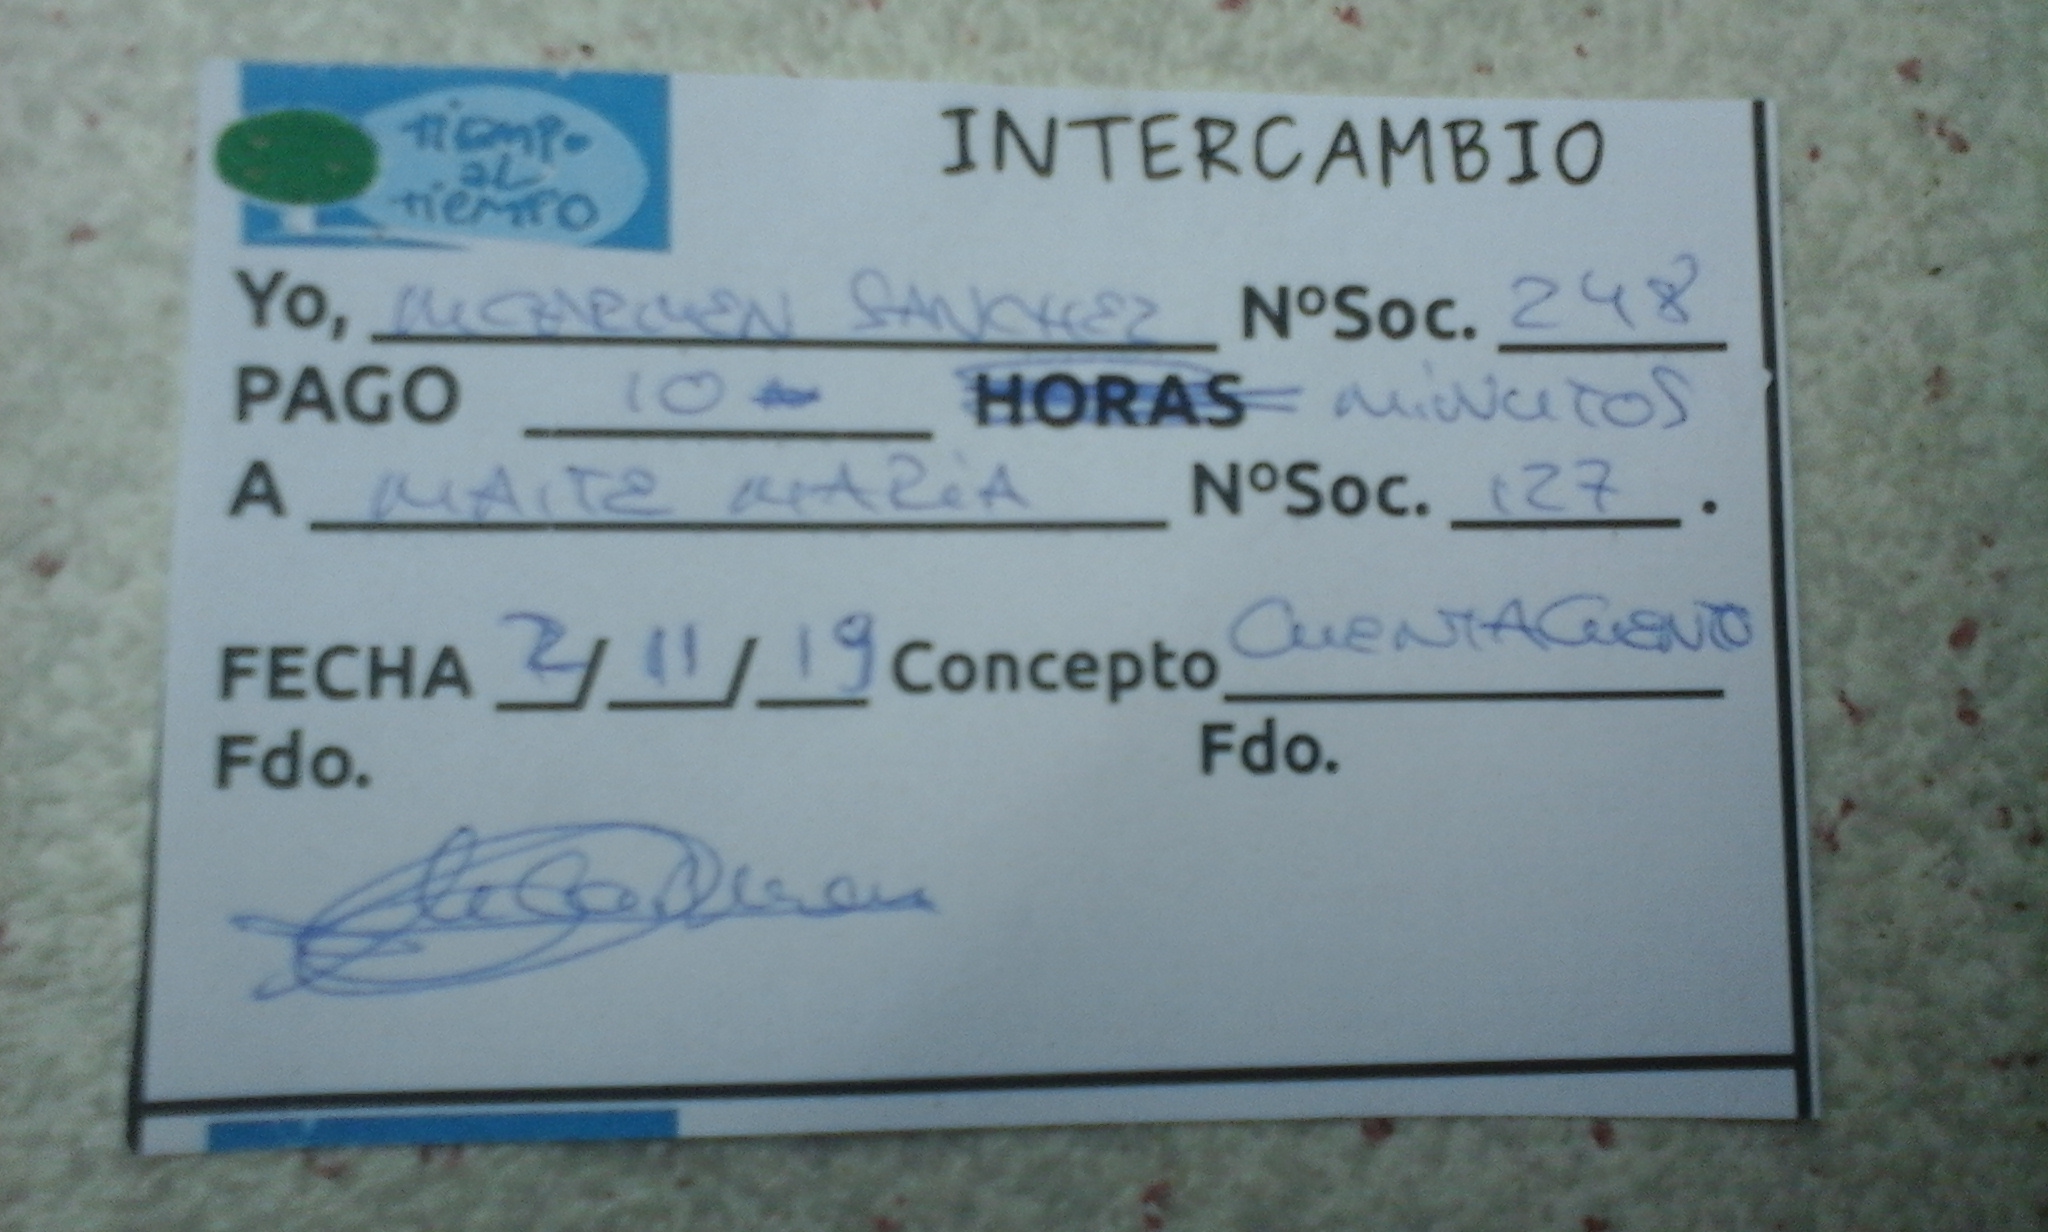 tiempo
al
tiempo
INTERCAMBIO
Yo, MCARMEN SANCHEZ NºSoc. 248
PAGO 10 HORAS MINUTOS
A MAITE MARIA NºSoc. 127 .
FECHA 2/11/19 Concepto CUENTACUENTO
Fdo. Fdo.